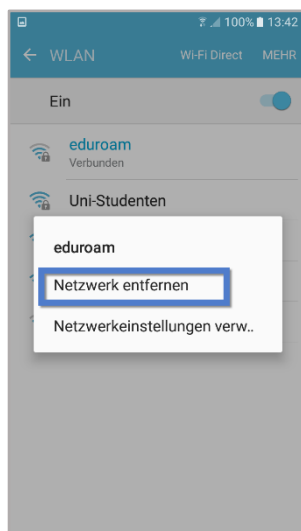 100% 13:42
WLAN Wi-Fi Direct MEHR
Ein
eduroam
Verbunden
Uni-Studenten
eduroam
Netzwerk entfernen
Netzwerkeinstellungen verw..